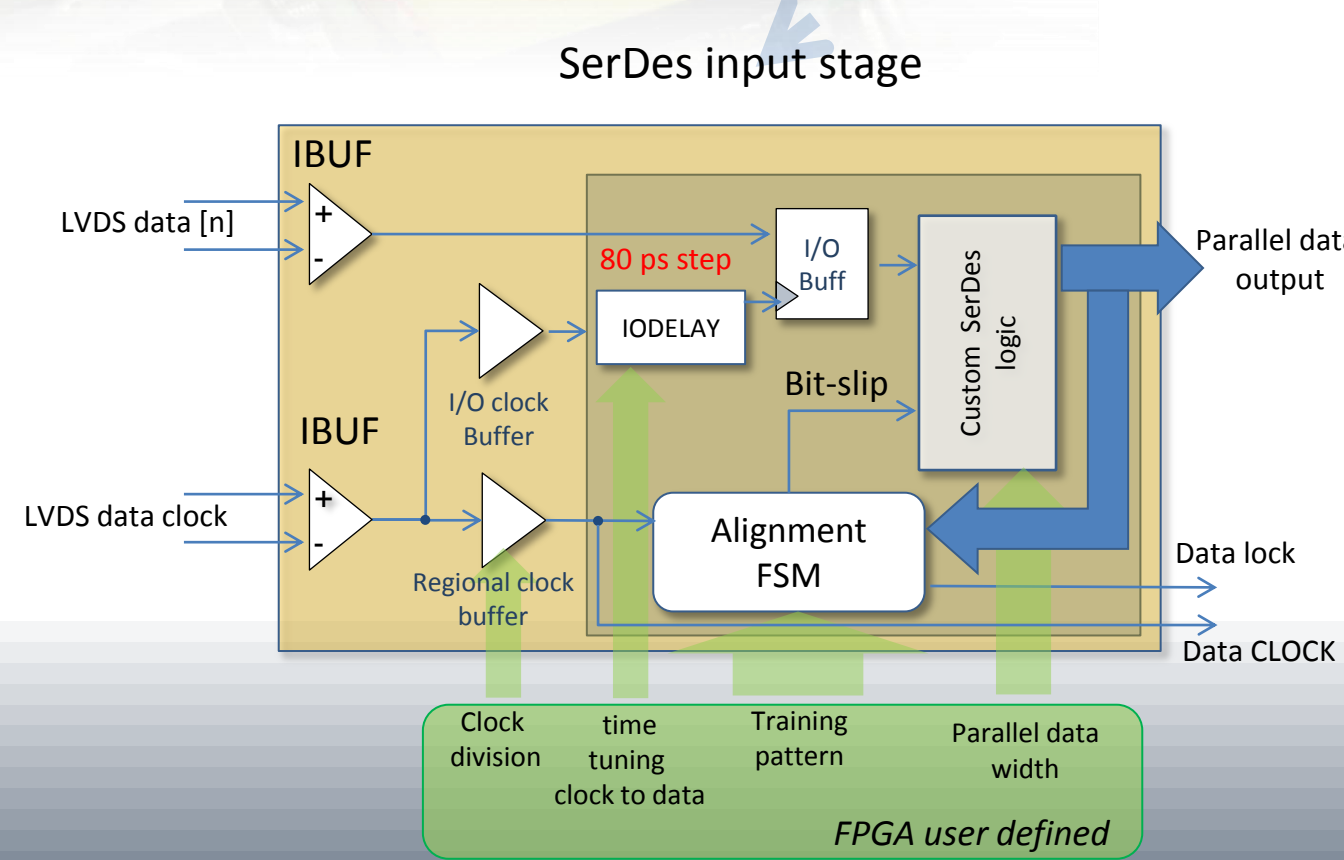 SerDes input stage
IBUF
+
-
LVDS data [n]
80 ps step
I/O
Buff
Custom SerDes
logic
Parallel data
output
IODELAY
I/O clock
Buffer
Bit-slip
IBUF
+
-
LVDS data clock
Regional clock
buffer
Alignment
FSM
Data lock
Data CLOCK
Clock
division
time
tuning
clock to data
Training
pattern
Parallel data
width
FPGA user defined